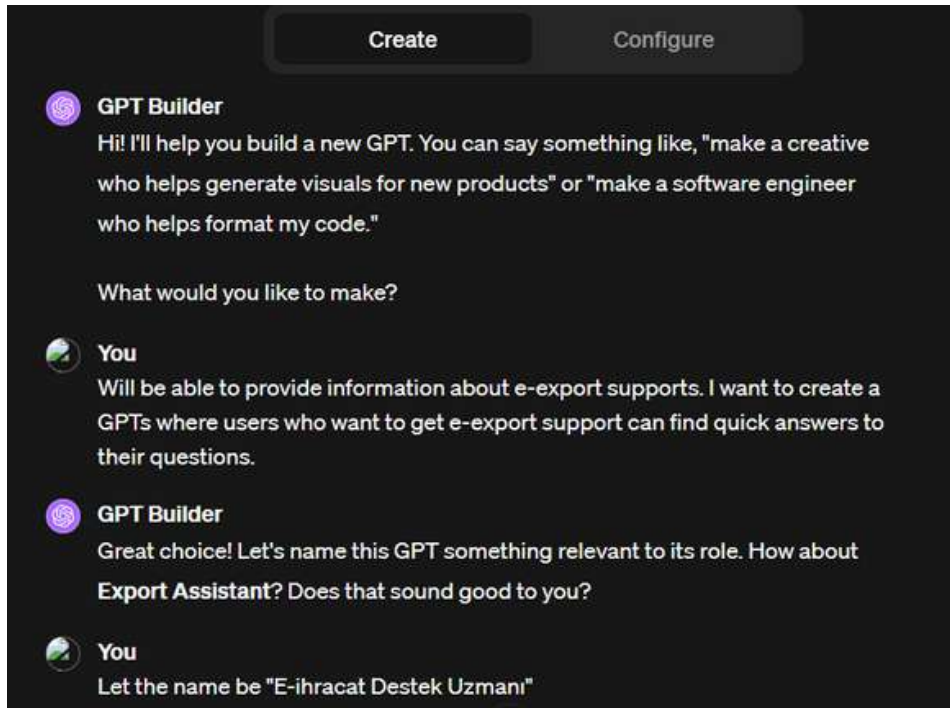 Create Configure
GPT Builder
Hi! I'll help you build a new GPT. You can say something like, "make a creative
who helps generate visuals for new products" or "make a software engineer
who helps format my code."
What would you like to make?
You
Will be able to provide information about e-export supports. I want to create a
GPTs where users who want to get e-export support can find quick answers to
their questions.
GPT Builder
Great choice! Let's name this GPT something relevant to its role. How about
Export Assistant? Does that sound good to you?
You
Let the name be "E-ihracat Destek Uzmanı"